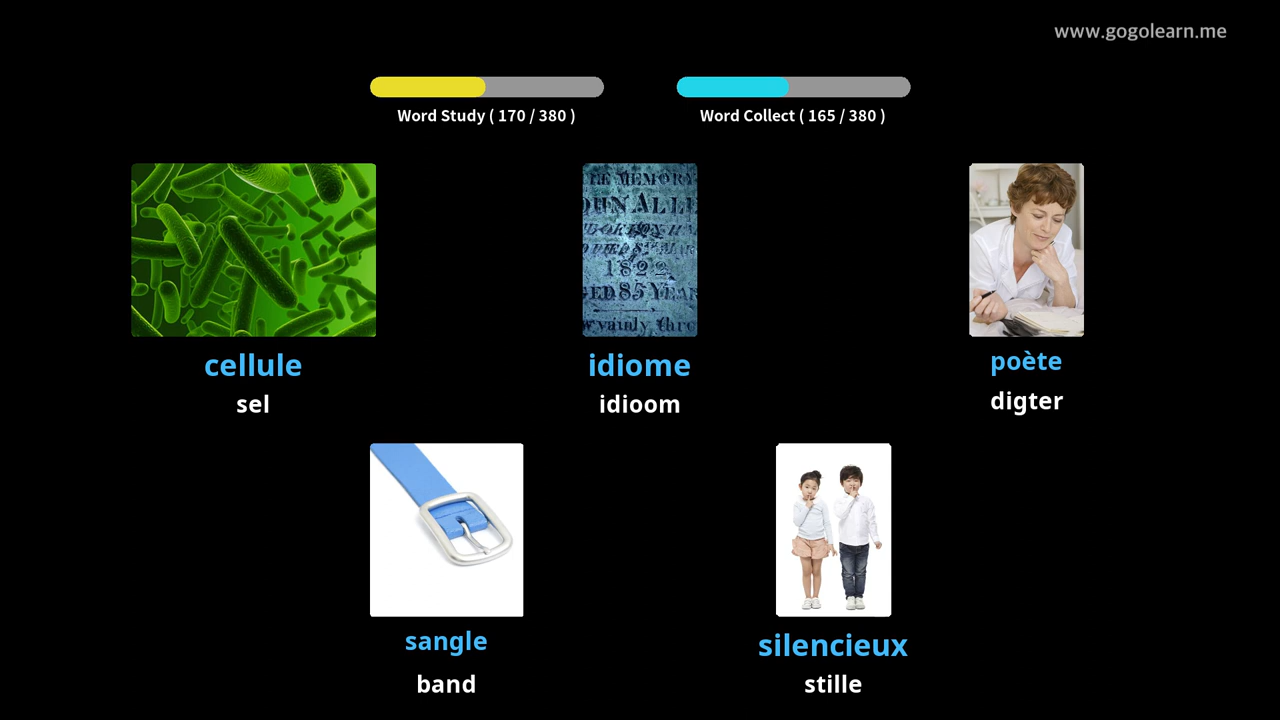 www.gogolearn.me
Word Study ( 170 / 380 )
Word Collect ( 165 / 380 )
1822
cellule
sel
idiome
idioom
poète
digter
sangle
band
silencieux
stille